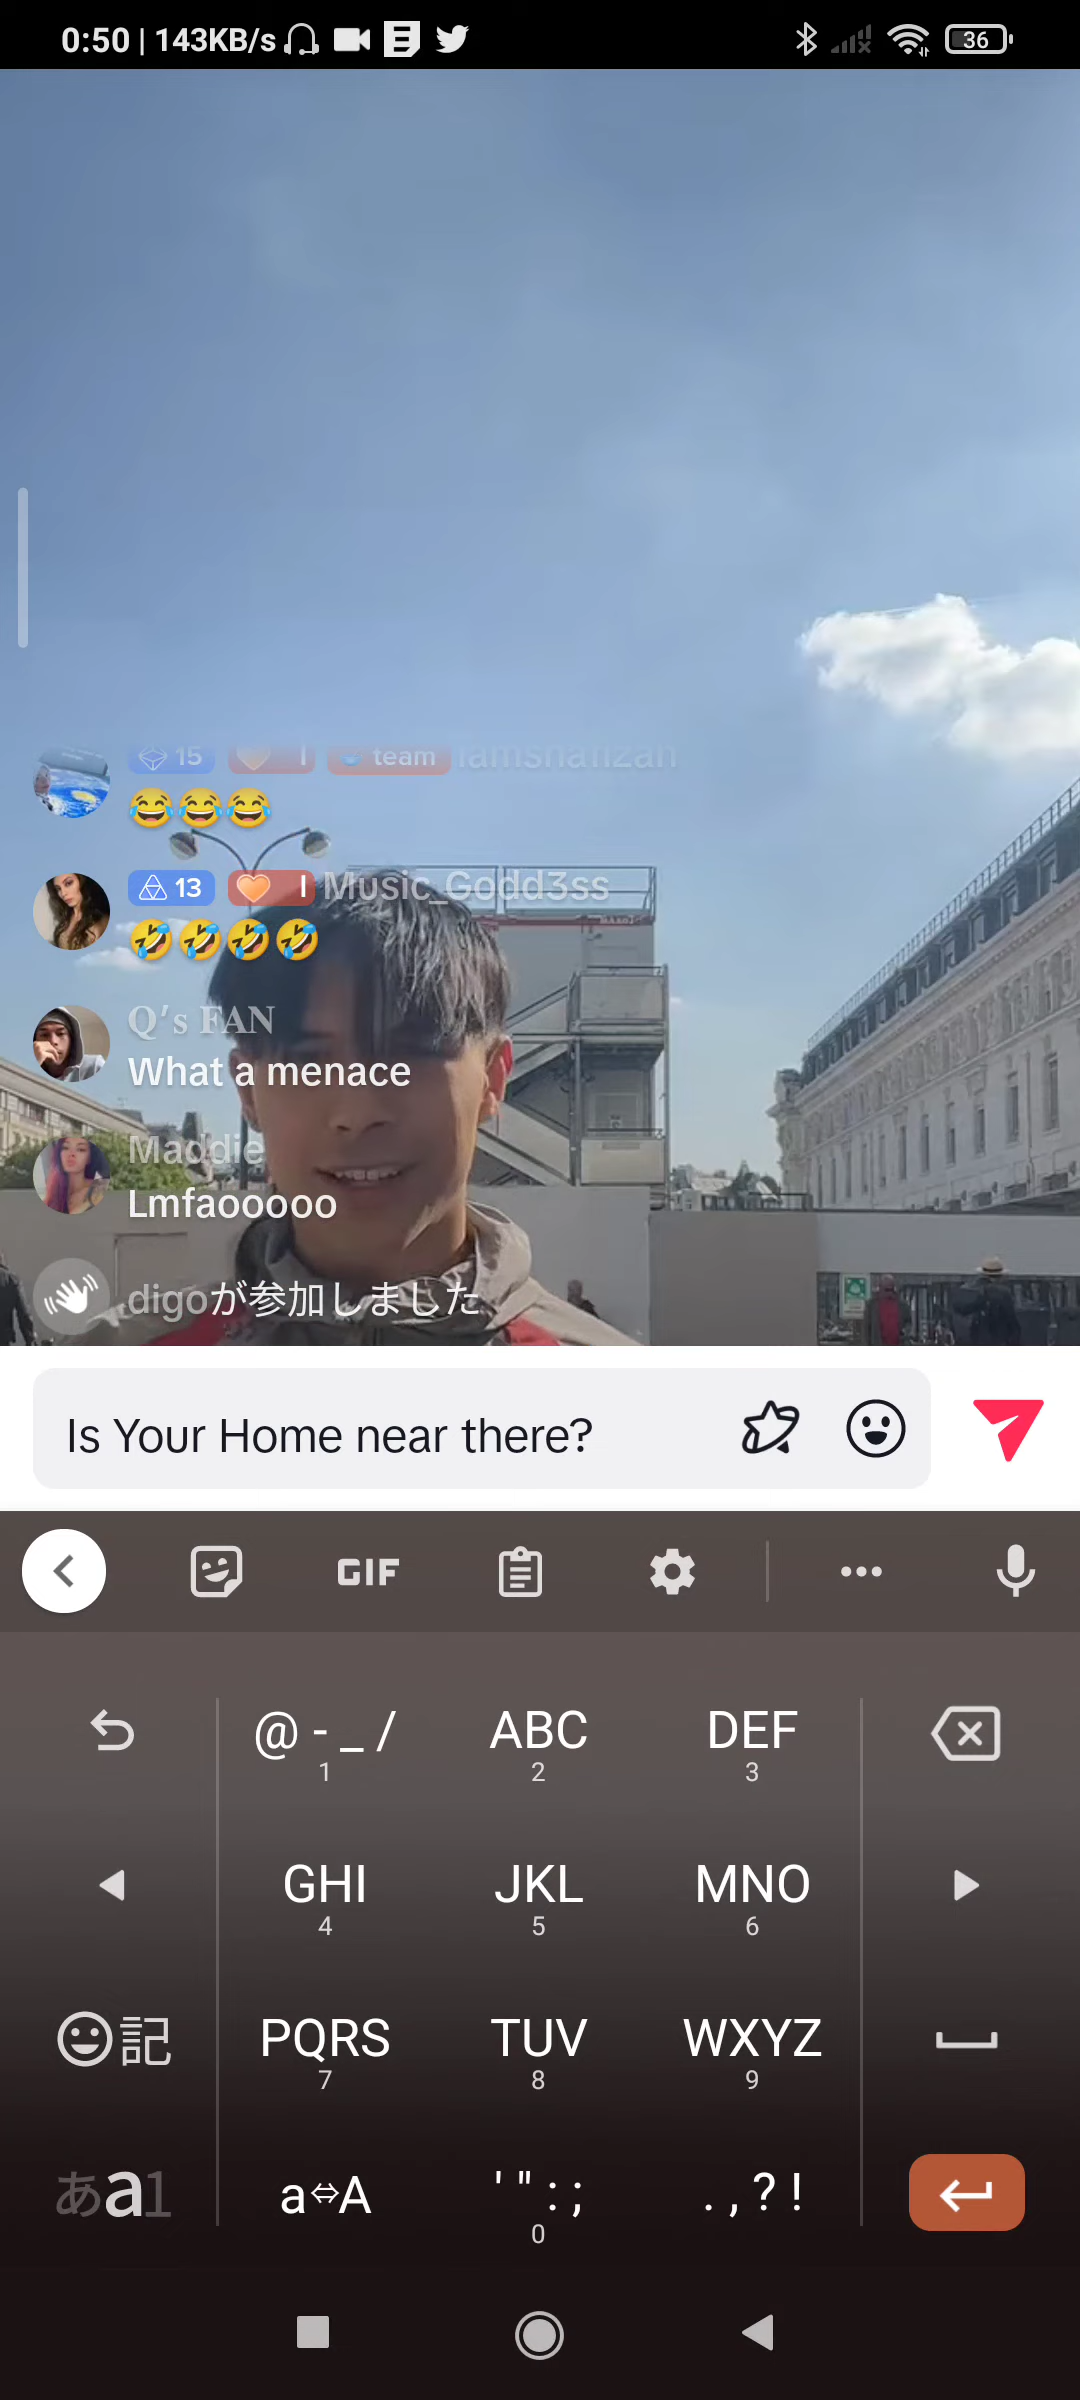 0:50 | 143KB/s
36
15 I team iamshafizah
😂😂😂
13 I Music_Godd3ss
🤣🤣🤣🤣
Q's FAN
What a menace
Maddie
Lmfaooooo
digoが参加しました
Is Your Home near there?
GIF
@ - _ / ABC DEF
1 2 3
GHI JKL MNO
4 5 6
記 PQRS TUV WXYZ
7 8 9
あa1 a⇔A ' " : ; . , ? !
0